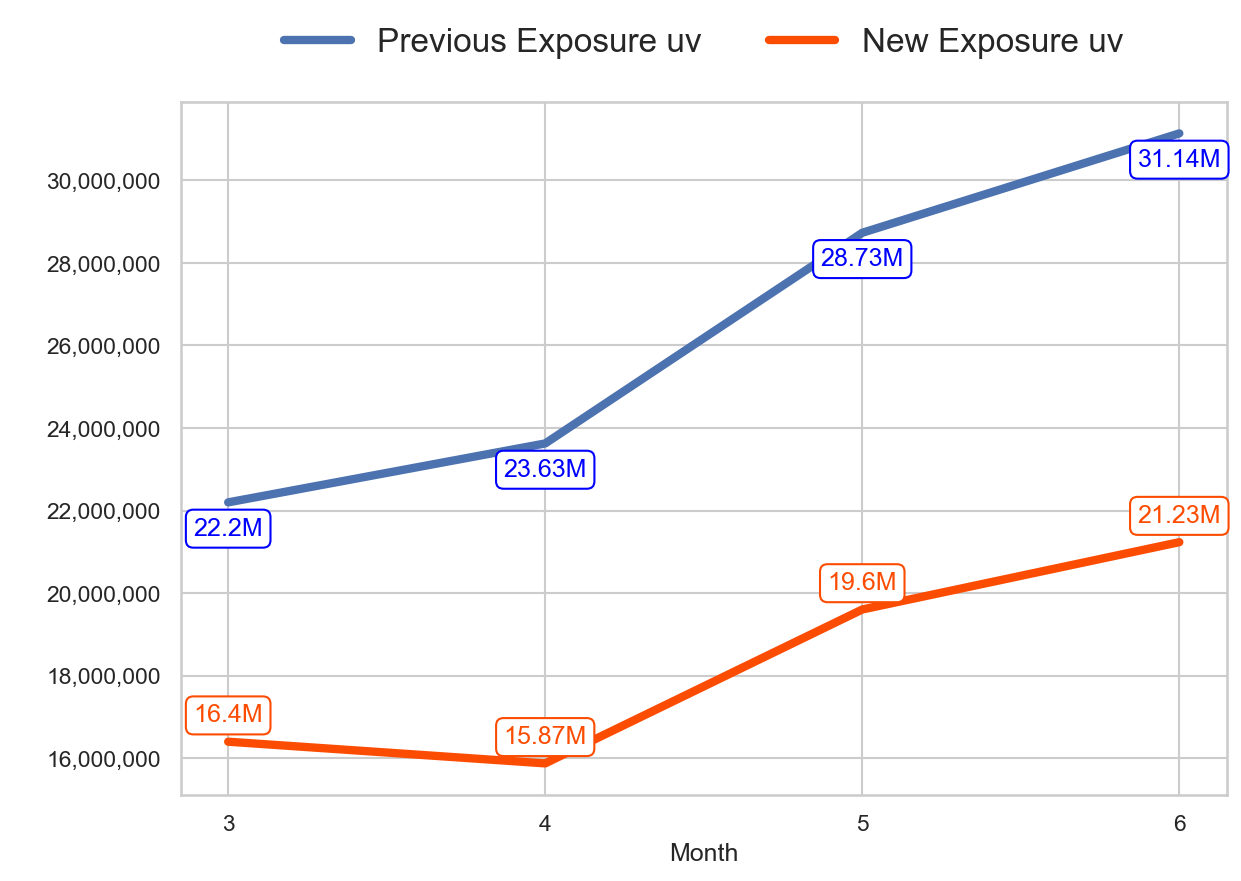 Previous Exposure uv New Exposure uv
30,000,000
28,000,000
26,000,000
24,000,000
22,000,000
20,000,000
18,000,000
16,000,000
31.14M
28.73M
23.63M
22.2M
21.23M
19.6M
16.4M
15.87M
3 4 5 6
Month